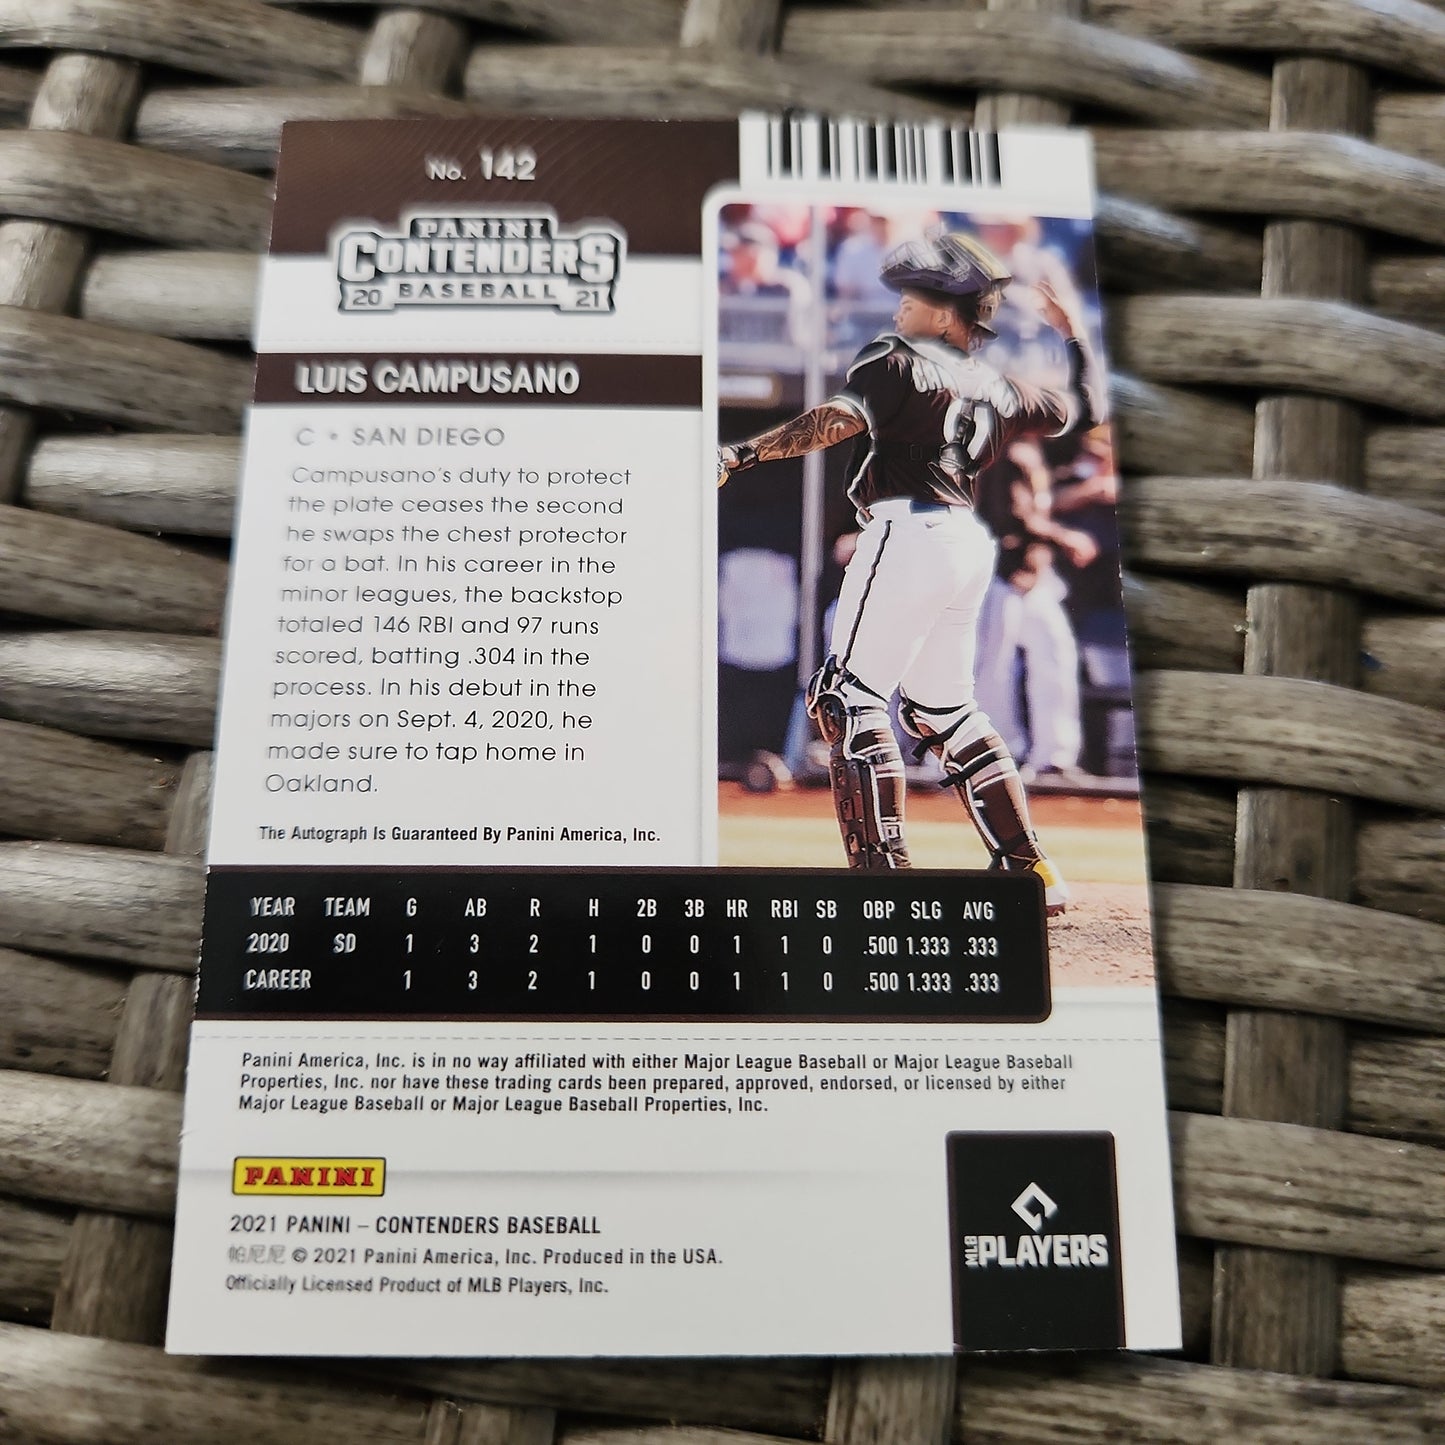 No. 142
PANINI
CONTENDERS
20 BASEBALL 21
LUIS CAMPUSANO
C • SAN DIEGO
Campusano's duty to protect
the plate ceases the second
he swaps the chest protector
for a bat. In his career in the
minor leagues, the backstop
totaled 146 RBI and 97 runs
scored, batting .304 in the
process. In his debut in the
majors on Sept. 4, 2020, he
made sure to tap home in
Oakland.
The Autograph Is Guaranteed By Panini America, Inc.
YEAR TEAM G AB R H 2B 3B HR RBI SB OBP SLG AVG
2020 SD 1 3 2 1 0 0 1 1 0 .500 1.333 .333
CAREER 1 3 2 1 0 0 1 1 0 .500 1.333 .333
Panini America, Inc. is in no way affiliated with either Major League Baseball or Major League Baseball
Properties, Inc. nor have these trading cards been prepared, approved, endorsed, or licensed by either
Major League Baseball or Major League Baseball Properties, Inc.
PANINI
2021 PANINI – CONTENDERS BASEBALL
帕尼尼 © 2021 Panini America, Inc. Produced in the USA.
Officially Licensed Product of MLB Players, Inc.
MLB PLAYERS